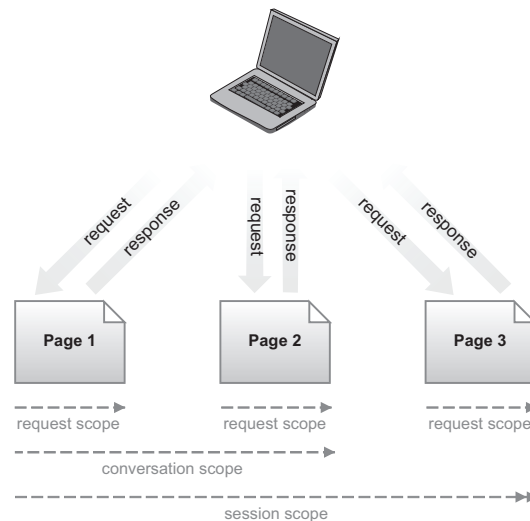 request
response
request
response
request
response
Page 1
Page 2
Page 3
request scope
request scope
request scope
conversation scope
session scope